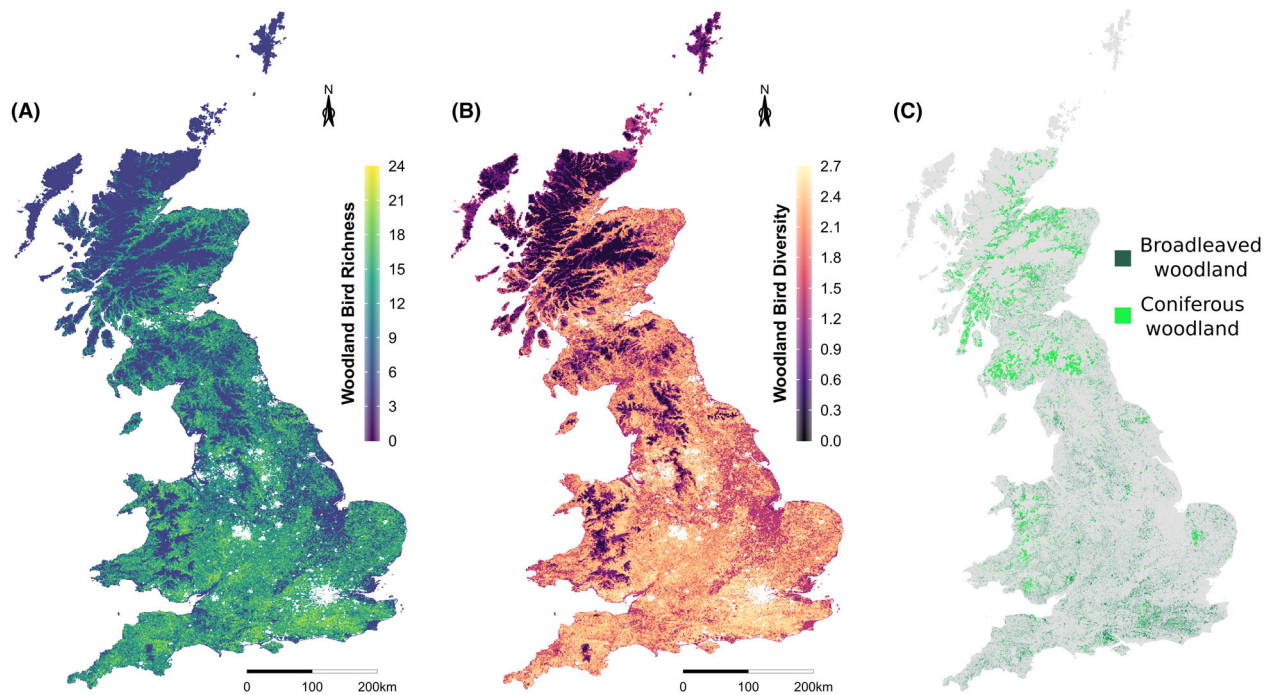 (A)
N
Woodland Bird Richness
24
21
18
15
12
9
6
3
0
0
100
200km
(B)
N
Woodland Bird Diversity
2.7
2.4
2.1
1.8
1.5
1.2
0.9
0.6
0.3
0.0
0
100
200km
(C)
Broadleaved
woodland
Coniferous
woodland